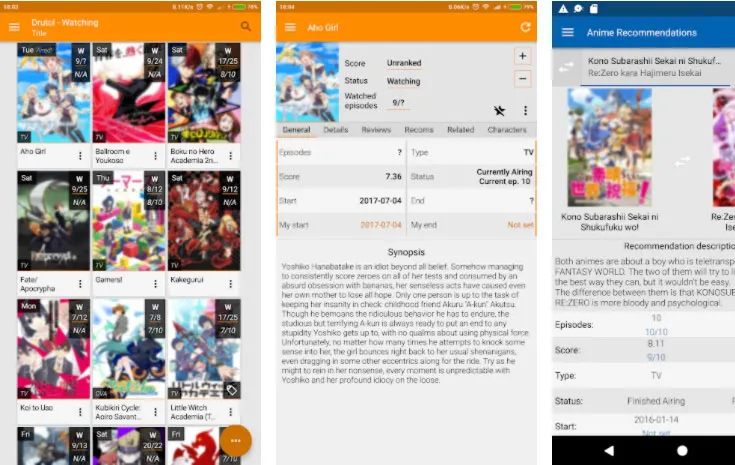 18:03
8.11K/s
78%
Drutol - Watching
Title
Tue
W
9/?
N/A
TV
Sat
W
9/24
N/A
TV
Sat
W
17/25
8/10
TV
Aho Girl
Ballroom e
Youkoso
Boku no Hero
Academia 2n...
Sat
W
9/25
N/A
TV
Thu
W
8/12
8/10
TV
Sat
W
9/12
N/A
TV
Fate/
Apocrypha
Gamers!
Kakegurui
Mon
W
7/12
N/A
TV
W
7/8
7/10
OVA
W
17/25
7/10
TV
Koi to Uso
Kubikiri Cycle:
Aoiro Savant...
Little Witch
Academia (T...
Fri
W
9/13
N/A
Sat
W
20/22
N/A
Fri
7/10
18:04
0.06K/s
79%
Aho Girl
Score Unranked
Status Watching
Watched
episodes 9/?
General Details Reviews Recoms Related Characters
Episodes ? Type TV
Score 7.36 Status Currently Airing
Current ep. 10
Start 2017-07-04 End ?
My start 2017-07-04 My end Not set
Synopsis
Yoshiko Hanabatake is an idiot beyond all belief. Somehow managing
to consistently score zeroes on all of her tests and consumed by an
absurd obsession with bananas, her senseless acts have caused even
her own mother to lose all hope. Only one person is up to the task of
keeping her insanity in check: childhood friend Akuru "A-kun" Akutsu.
Though he bemoans the ridiculous behavior he has to endure, the
studious but terrifying A-kun is always ready to put an end to any
stupidity Yoshiko gets up to, with no qualms about using physical force.
Unfortunately, no matter how many times he attempts to knock some
sense into her, the girl bounces right back to her usual shenanigans,
even dragging in some other eccentrics along for the ride. Try as he
might to rein in her nonsense, every moment is unpredictable with
Yoshiko and her profound idiocy on the loose.
Anime Recommendations
Kono Subarashii Sekai ni Shukuf...
Re:Zero kara Hajimeru Isekai
Kono Subarashii Sekai ni
Shukufuku wo!
Re:Ze
Ise
Recommendation descriptio
Both animes are about a boy who is teletransp
FANTASY WORLD. The two of them will try to li
the best way they can, but it wouldn't be easy.
The difference between them is that KONOSUE
RE:ZERO is more bloody and psychological.
Episodes: 10
10/10
Score: 8.11
9/10
Type: TV
Status: Finished Airing
Start: 2016-01-14
Not set